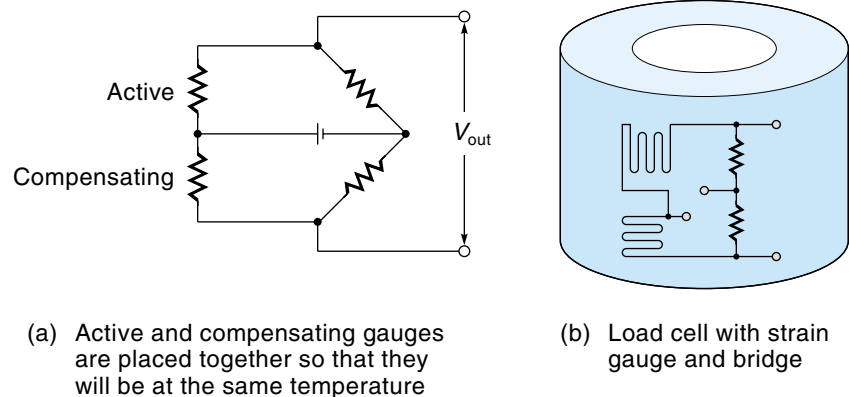 Active
Compensating
Vout
(a) Active and compensating gauges
are placed together so that they
will be at the same temperature
(b) Load cell with strain
gauge and bridge